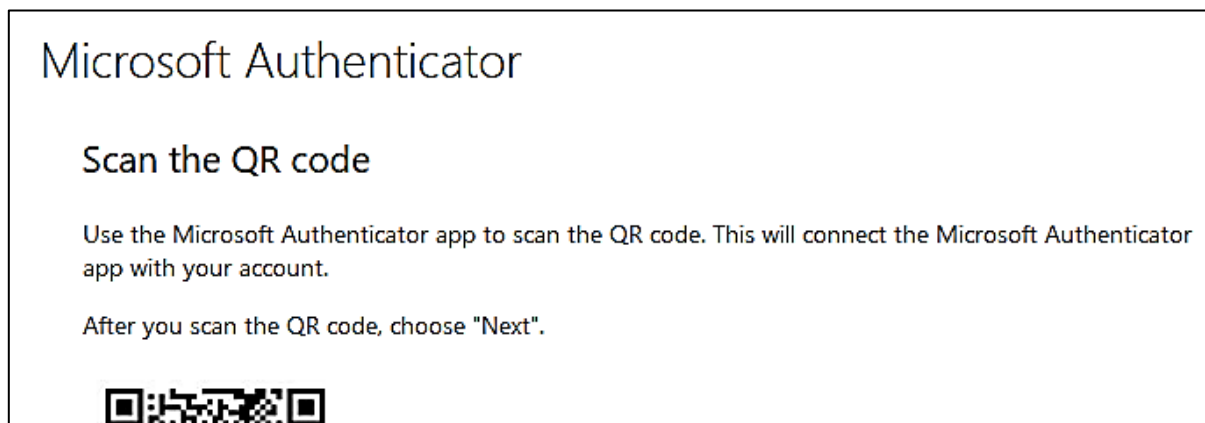 Microsoft Authenticator
Scan the QR code
Use the Microsoft Authenticator app to scan the QR code. This will connect the Microsoft Authenticator
app with your account.
After you scan the QR code, choose "Next".